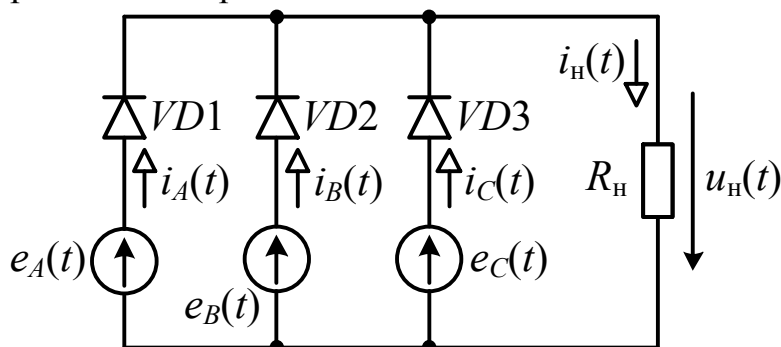 iн(t)
VD1 VD2 VD3
iA(t) iB(t) iC(t) Rн uн(t)
eA(t) eB(t) eC(t)